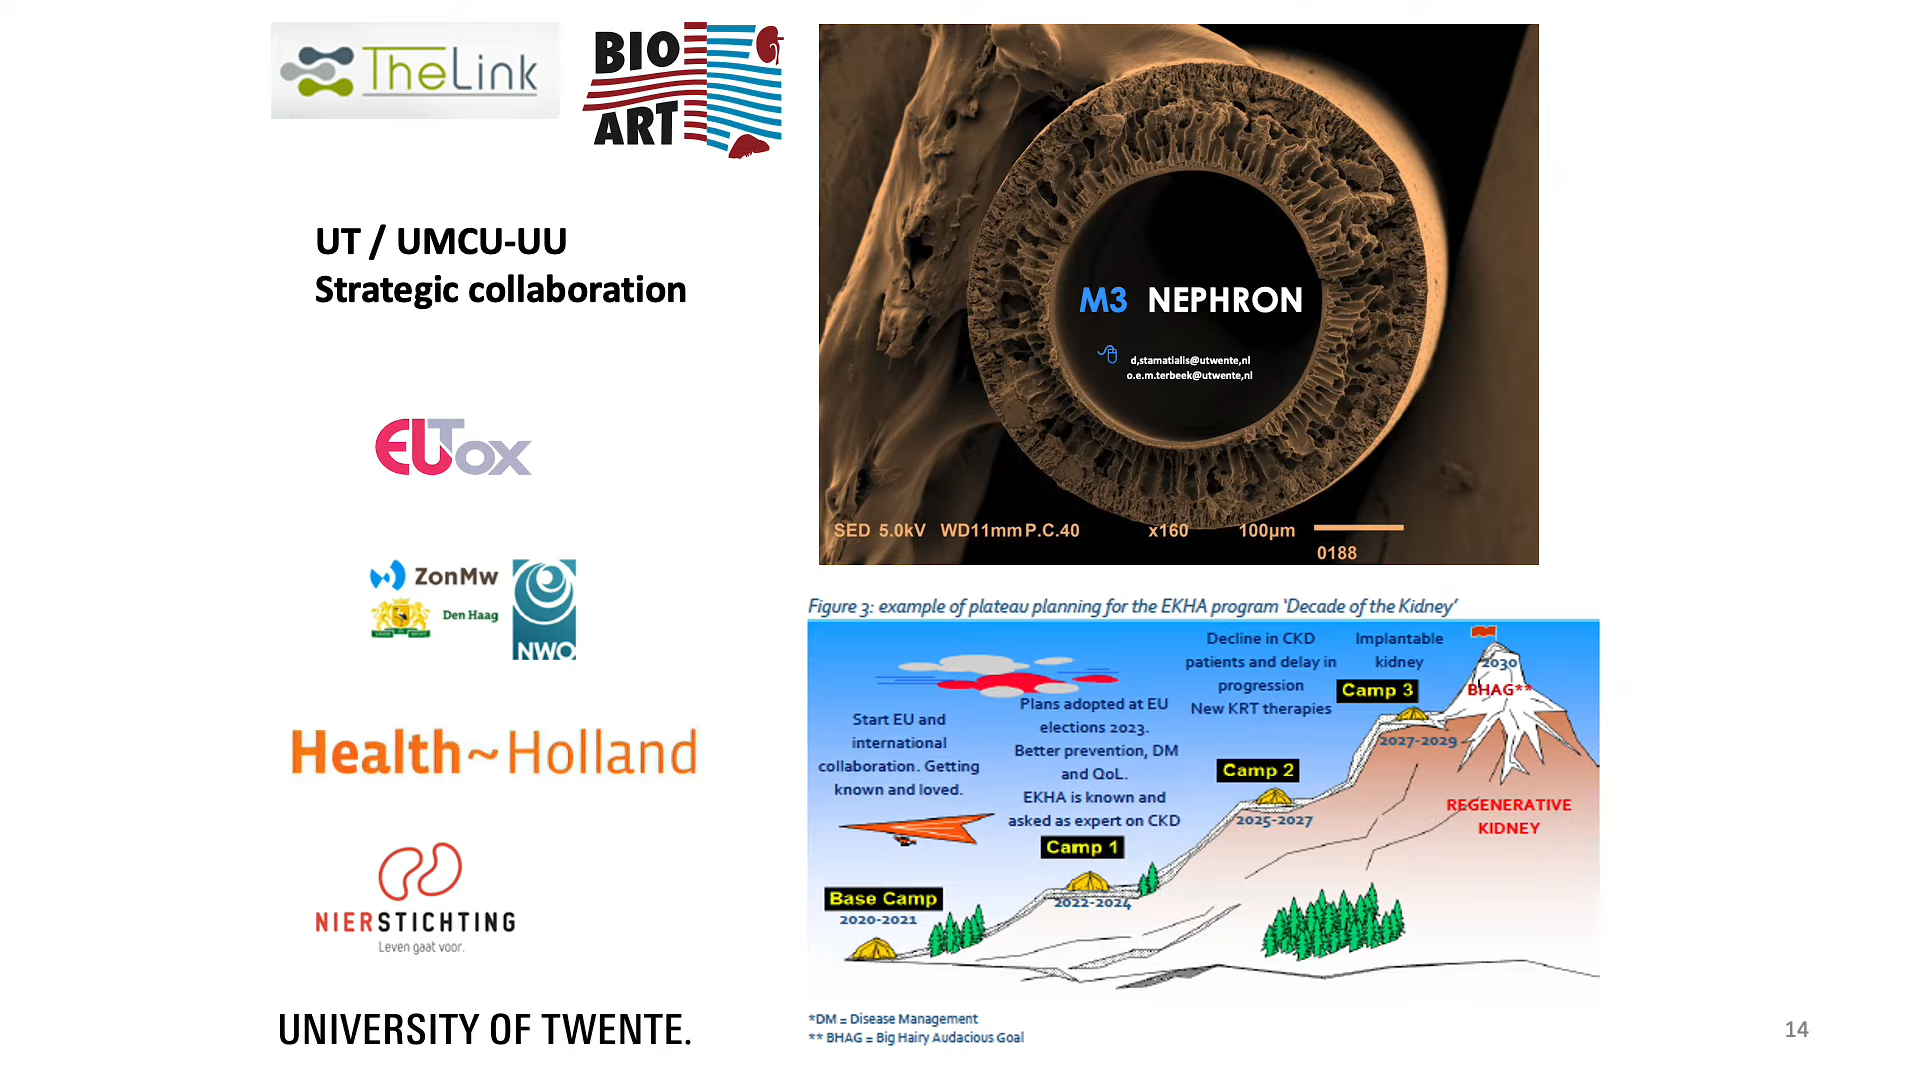 TheLink
BIO
ART
UT / UMCU-UU
Strategic collaboration
EUTox
ZonMw
Den Haag
NWO
Health~Holland
NIERSTICHTING
Leven gaat voor.
UNIVERSITY OF TWENTE.
M3 NEPHRON
d,stamatialis@utwente,nl
o.e.m.terbeek@utwente,nl
SED 5.0kV WD11mm P.C.40 x160 100µm
0188
Figure 3: example of plateau planning for the EKHA program 'Decade of the Kidney'
Start EU and
international
collaboration. Getting
known and loved.
Base Camp
2020-2021
Plans adopted at EU
elections 2023.
Better prevention, DM
and QoL.
EKHA is known and
asked as expert on CKD
Camp 1
2022-2024
Decline in CKD
patients and delay in
progression
New KRT therapies
Camp 2
2025-2027
Implantable
kidney
Camp 3
2027-2029
2030
BHAG**
REGENERATIVE
KIDNEY
*DM = Disease Management
** BHAG = Big Hairy Audacious Goal
14